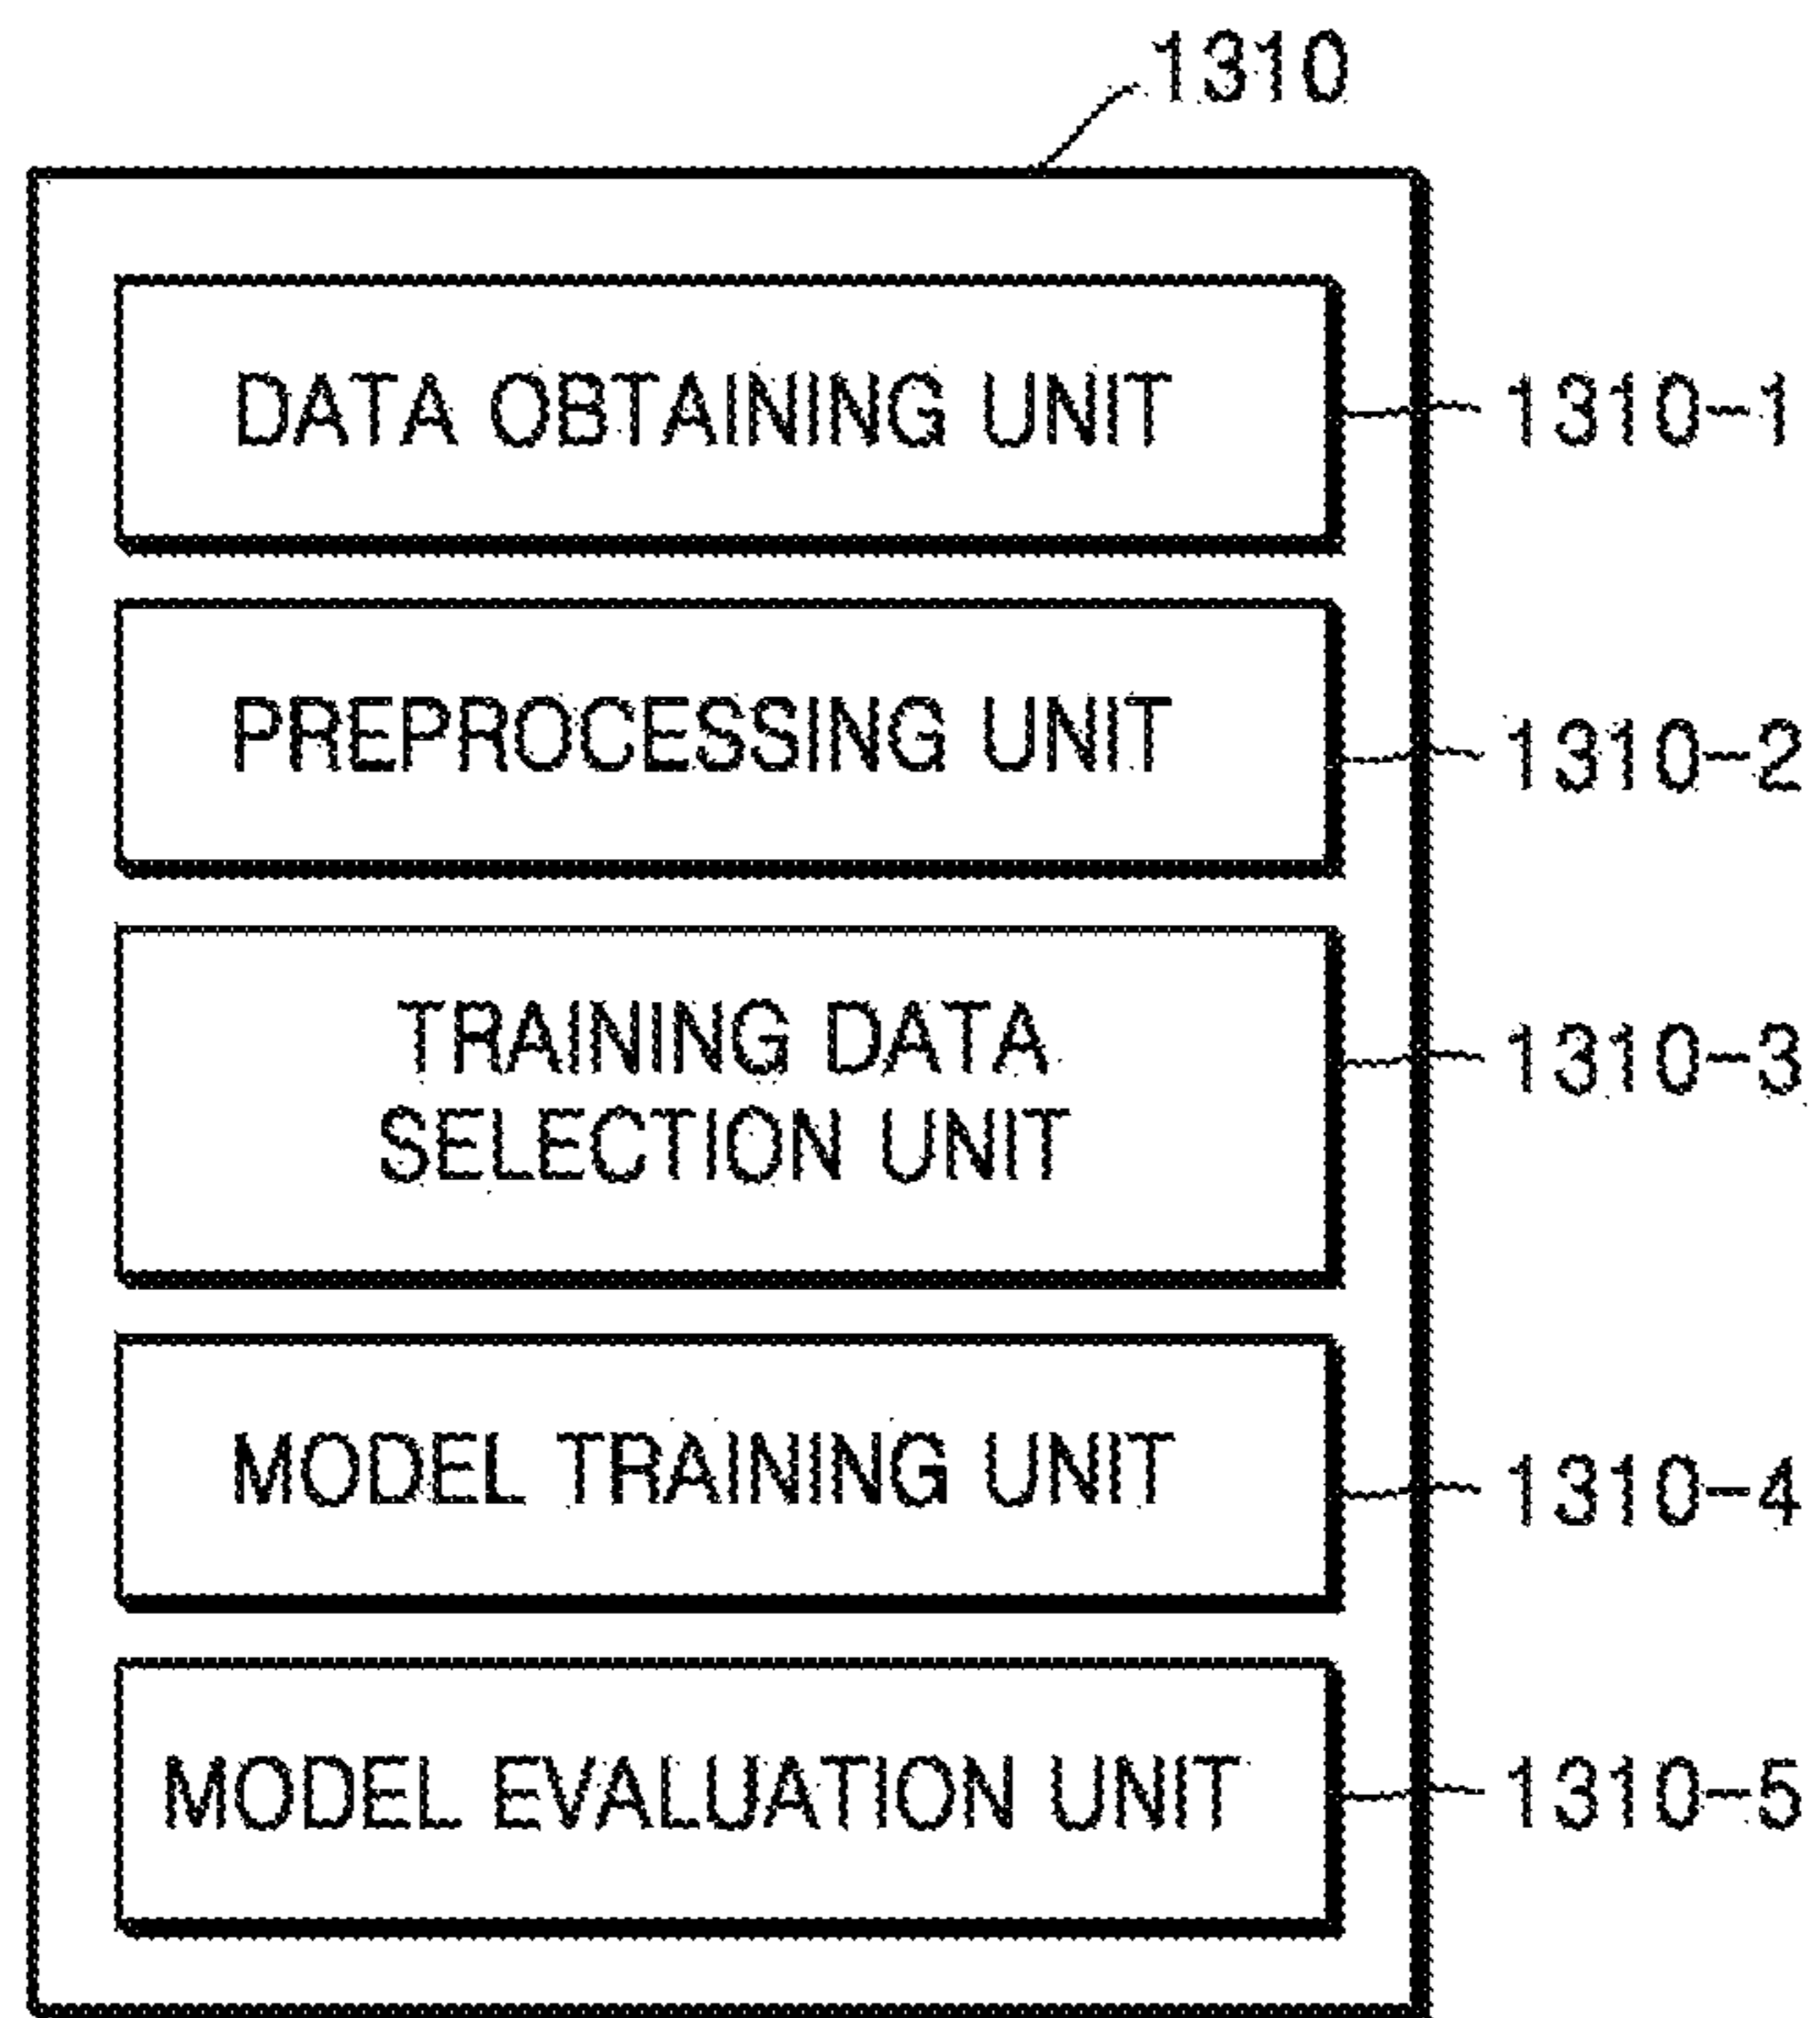 1310
DATA OBTAINING UNIT
1310-1
PREPROCESSING UNIT
1310-2
TRAINING DATA
SELECTION UNIT
1310-3
MODEL TRAINING UNIT
1310-4
MODEL EVALUATION UNIT
1310-5